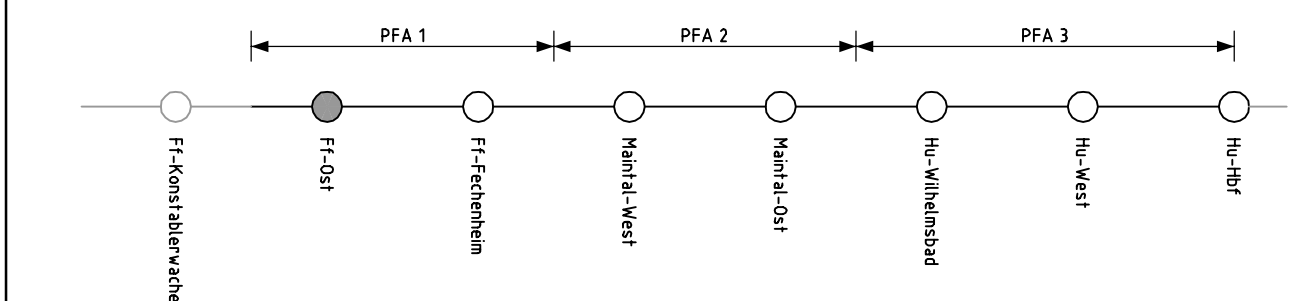 PFA 1
PFA 2
PFA 3
Ff-Konstablerwache
Ff-Ost
Ff-Fechenheim
Maintal-West
Maintal-Ost
Hu-Wilhelmsbad
Hu-West
Hu-Hbf